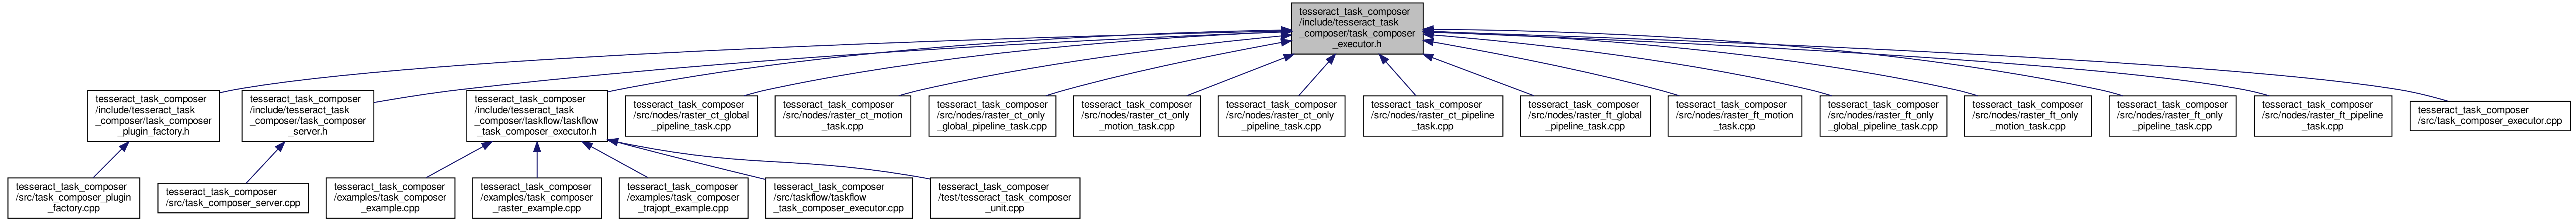 tesseract_task_composer
/include/tesseract_task
_composer/task_composer
_executor.h
tesseract_task_composer
/include/tesseract_task
_composer/task_composer
_plugin_factory.h
tesseract_task_composer
/include/tesseract_task
_composer/task_composer
_server.h
tesseract_task_composer
/include/tesseract_task
_composer/taskflow/taskflow
_task_composer_executor.h
tesseract_task_composer
/src/nodes/raster_ct_global
_pipeline_task.cpp
tesseract_task_composer
/src/nodes/raster_ct_motion
_task.cpp
tesseract_task_composer
/src/nodes/raster_ct_only
_global_pipeline_task.cpp
tesseract_task_composer
/src/nodes/raster_ct_only
_motion_task.cpp
tesseract_task_composer
/src/nodes/raster_ct_only
_pipeline_task.cpp
tesseract_task_composer
/src/nodes/raster_ct_pipeline
_task.cpp
tesseract_task_composer
/src/nodes/raster_ft_global
_pipeline_task.cpp
tesseract_task_composer
/src/nodes/raster_ft_motion
_task.cpp
tesseract_task_composer
/src/nodes/raster_ft_only
_global_pipeline_task.cpp
tesseract_task_composer
/src/nodes/raster_ft_only
_motion_task.cpp
tesseract_task_composer
/src/nodes/raster_ft_only
_pipeline_task.cpp
tesseract_task_composer
/src/nodes/raster_ft_pipeline
_task.cpp
tesseract_task_composer
/src/task_composer_executor.cpp
tesseract_task_composer
/src/task_composer_plugin
_factory.cpp
tesseract_task_composer
/src/task_composer_server.cpp
tesseract_task_composer
/examples/task_composer
_example.cpp
tesseract_task_composer
/examples/task_composer
_raster_example.cpp
tesseract_task_composer
/examples/task_composer
_trajopt_example.cpp
tesseract_task_composer
/src/taskflow/taskflow
_task_composer_executor.cpp
tesseract_task_composer
/test/tesseract_task_composer
_unit.cpp